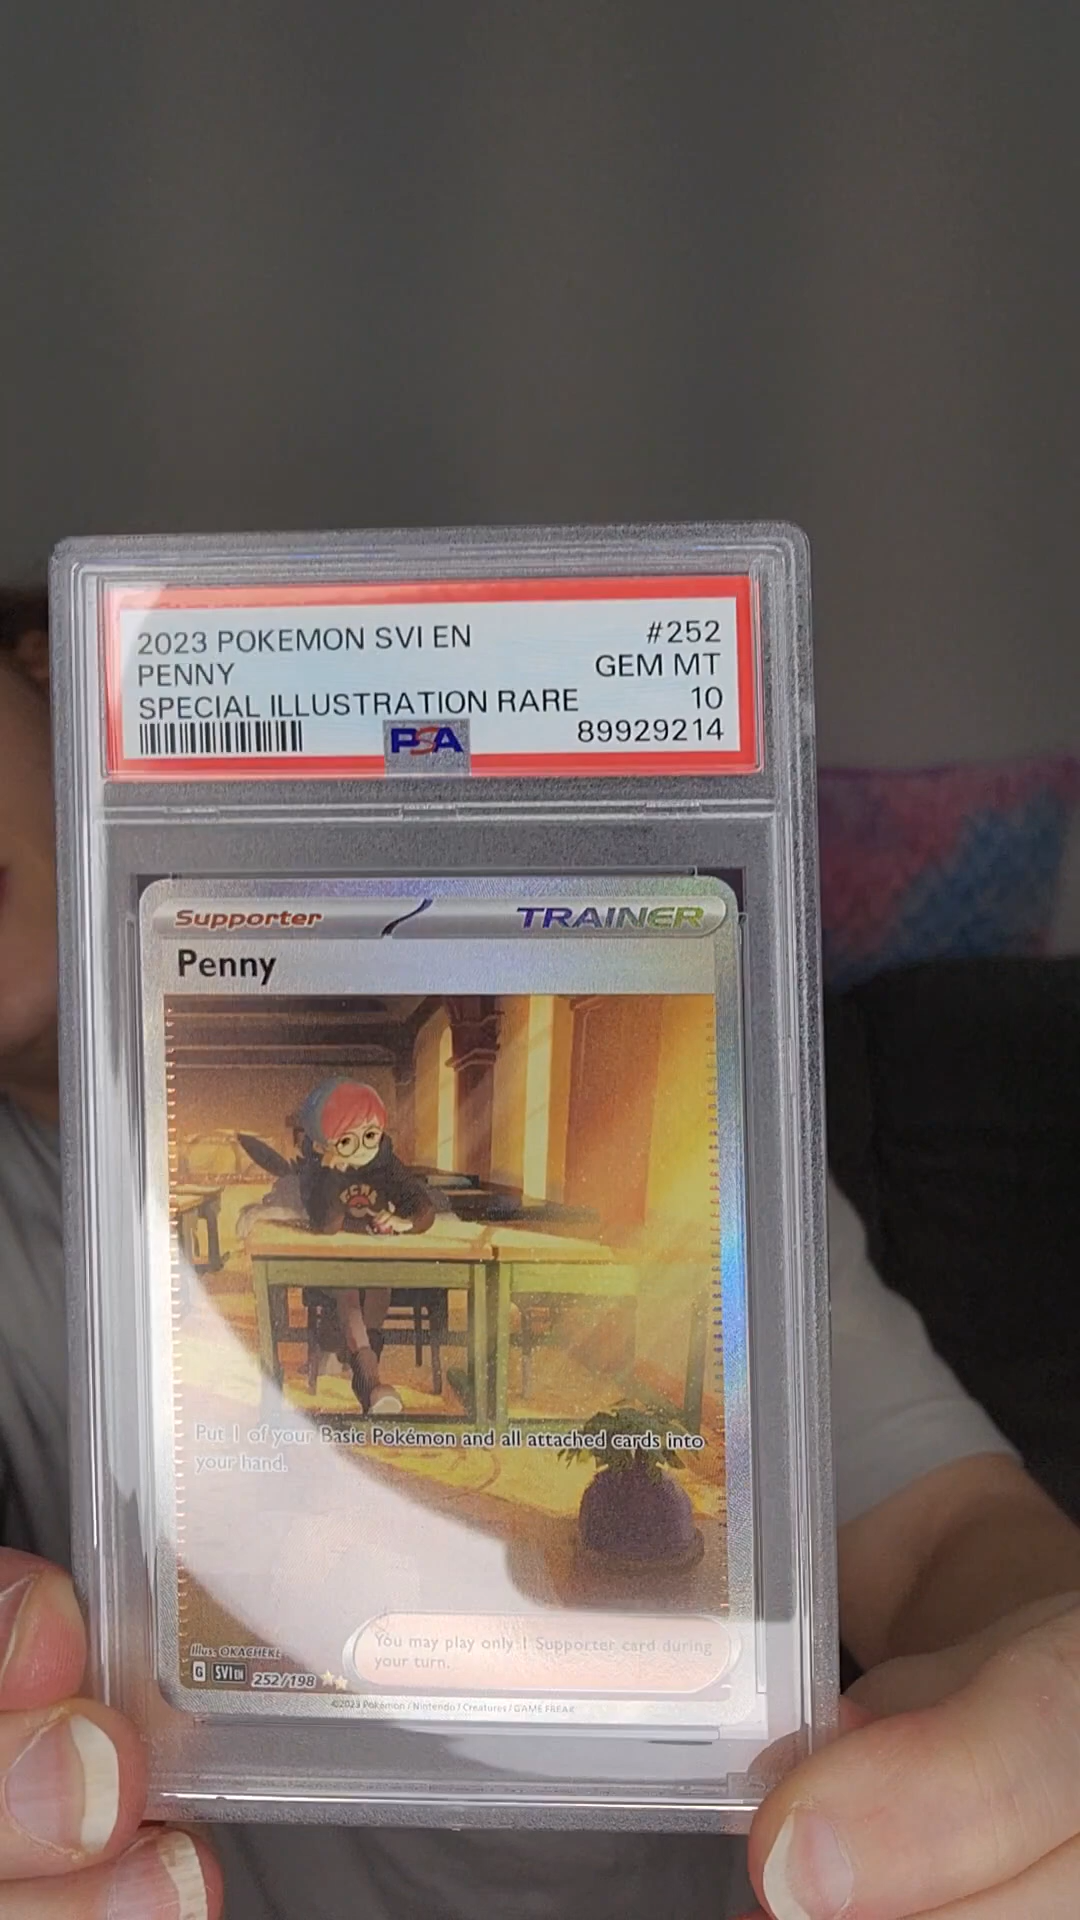 2023 POKEMON SVI EN #252
PENNY GEM MT
SPECIAL ILLUSTRATION RARE 10
PSA 89929214
Supporter TRAINER
Penny
Put 1 of your Basic Pokémon and all attached cards into
your hand.
You may play only 1 Supporter card during
your turn.
Illus. OKACHEKE
G SVI EN 252/198
©2023 Pokémon / Nintendo / Creatures / GAME FREAK